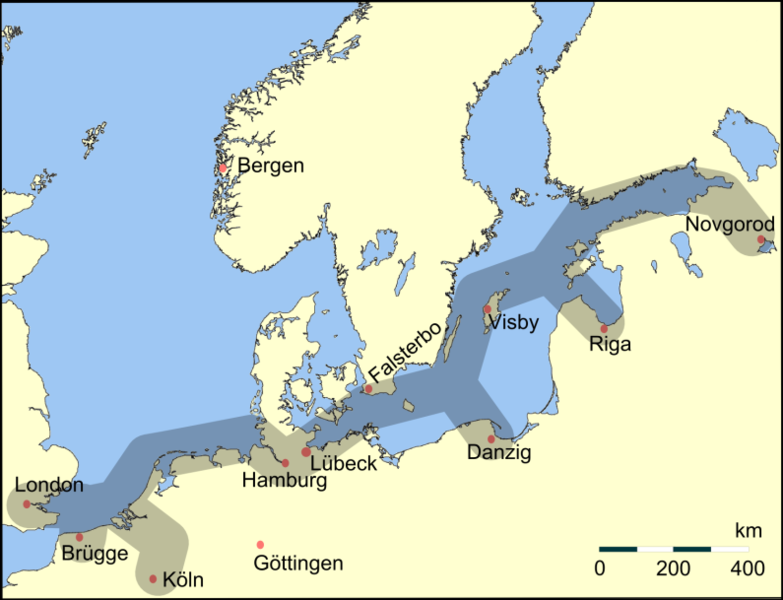 Bergen
Novgorod
Visby
Falsterbo
Riga
Danzig
Lübeck
Hamburg
London
Brügge
Göttingen
Köln
km
0 200 400